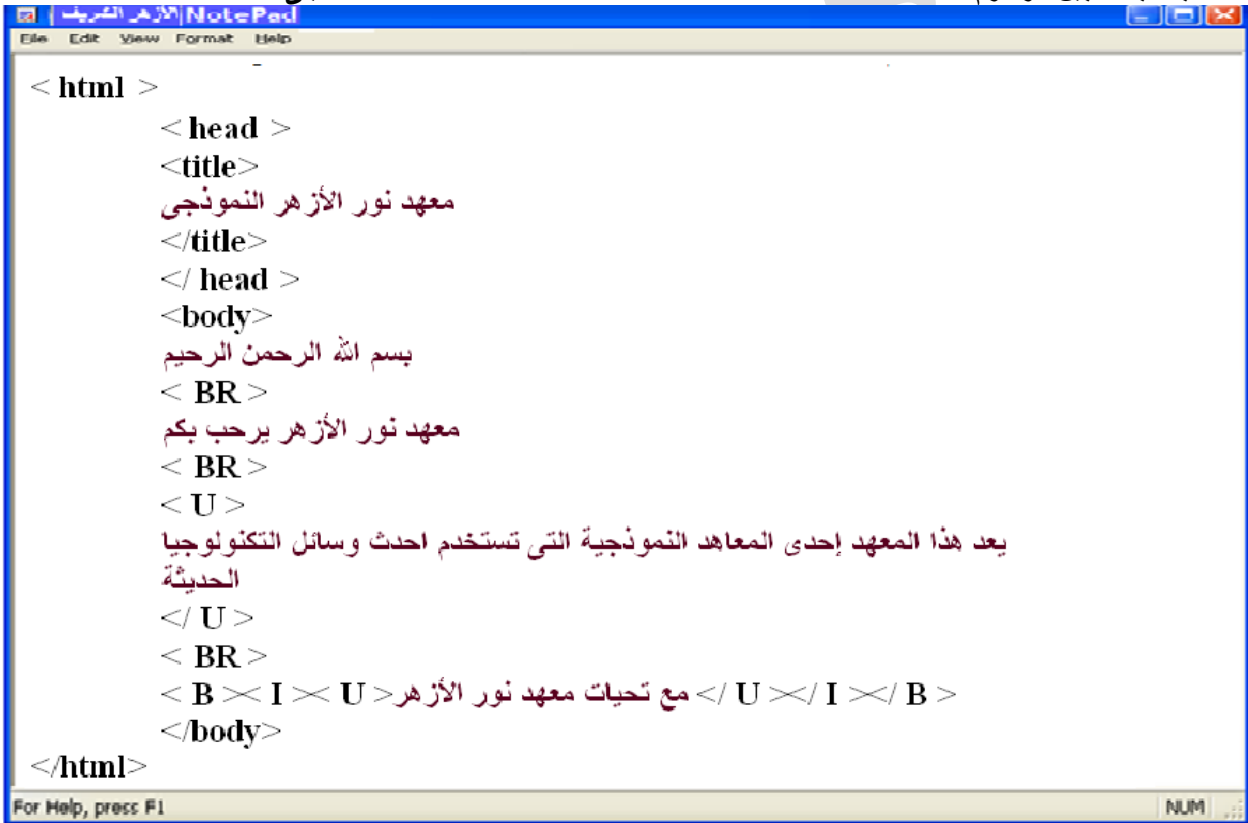 الأزهر الشريف | NotePad
File Edit View Format Help
< html >
< head >
<title>
معهد نور الأزهر النموذجى
</title>
</ head >
<body>
بسم الله الرحمن الرحيم
< BR >
معهد نور الأزهر يرحب بكم
< BR >
< U >
يعد هذا المعهد إحدى المعاهد النموذجية التى تستخدم احدث وسائل التكنولوجيا
الحديثة
</ U >
< BR >
< B >< I >< U >مع تحيات معهد نور الأزهر </ U ></ I ></ B >
</body>
</html>
For Help, press F1
NUM